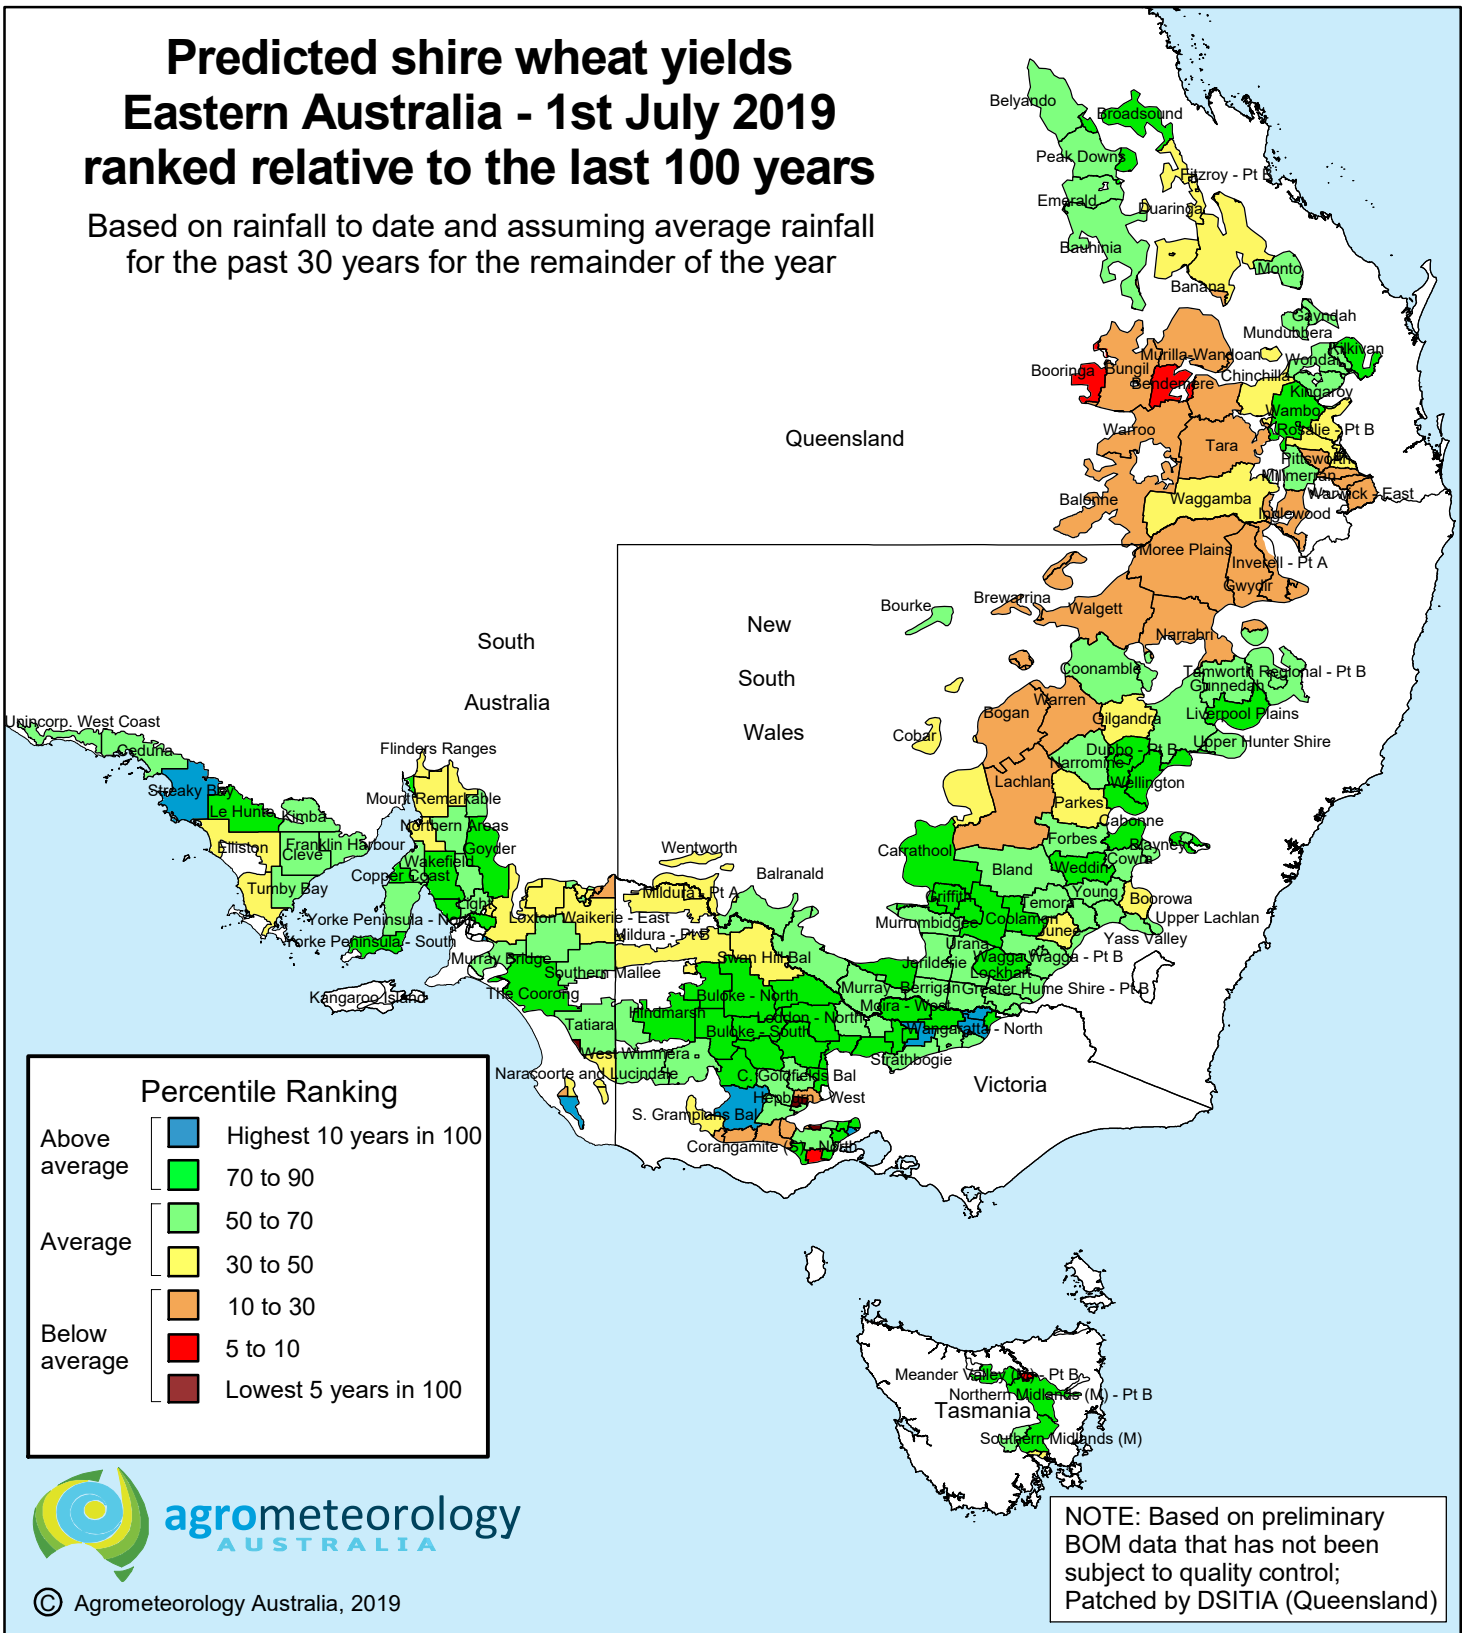 Predicted shire wheat yields
Eastern Australia - 1st July 2019
ranked relative to the last 100 years
Based on rainfall to date and assuming average rainfall
for the past 30 years for the remainder of the year
Belyando
Broadsound
Peak Downs
Fitzroy - Pt B
Emerald
Duaringa
Bauhinia
Monto
Banana
Gayndah
Mundubbera
Kilkivan
Murilla-Wandoan
Wondai
Booringa
Bungil
Chinchilla
Bendemere
Kingaroy
Wambo
Warroo
Rosalie - Pt B
Queensland
Tara
Pittsworth
Millmerran
Warwick - East
Balonne
Waggamba
Inglewood
Moree Plains
Inverell - Pt A
Gwydir
Brewarrina
Bourke
Walgett
New
Narrabri
South
Coonamble
Tamworth Regional - Pt B
South
Gunnedah
Australia
Warren
Bogan
Liverpool Plains
Gilgandra
Unincorp. West Coast
Wales
Cobar
Upper Hunter Shire
Ceduna
Flinders Ranges
Dubbo - Pt B
Narromine
Streaky Bay
Lachlan
Wellington
Mount Remarkable
Parkes
Le Hunte
Kimba
Cabonne
Northern Areas
Forbes
Blayney
Elliston
Franklin Harbour
Goyder
Wentworth
Carrathool
Cleve
Wakefield
Cowra
Copper Coast
Balranald
Bland
Weddin
Tumby Bay
Mildura - Pt A
Griffith
Young
Light
Temora
Boorowa
Yorke Peninsula - North
Loxton Waikerie - East
Murrumbidgee
Coolamon
Upper Lachlan
Mildura - Pt B
Junee
Yorke Peninsula - South
Urana
Yass Valley
Murray Bridge
Swan Hill Bal
Jerilderie
Wagga Wagga - Pt B
Southern Mallee
Lockhart
Kangaroo Island
The Coorong
Buloke - North
Murray
Berrigan
Greater Hume Shire - Pt B
Moira - West
Hindmarsh
Loddon - North
Tatiara
Buloke - South
Wangaratta - North
West Wimmera
Strathbogie
Naracoorte and Lucindale
C. Goldfields Bal
Victoria
Hepburn - West
S. Grampians Bal
Corangamite (S) - North
Percentile Ranking
Above
average
Highest 10 years in 100
70 to 90
Average
50 to 70
30 to 50
Below
average
10 to 30
5 to 10
Lowest 5 years in 100
Northern Midlands (M) - Pt B
Tasmania
Southern Midlands (M)
agrometeorology
AUSTRALIA
© Agrometeorology Australia, 2019
NOTE: Based on preliminary
BOM data that has not been
subject to quality control;
Patched by DSITIA (Queensland)